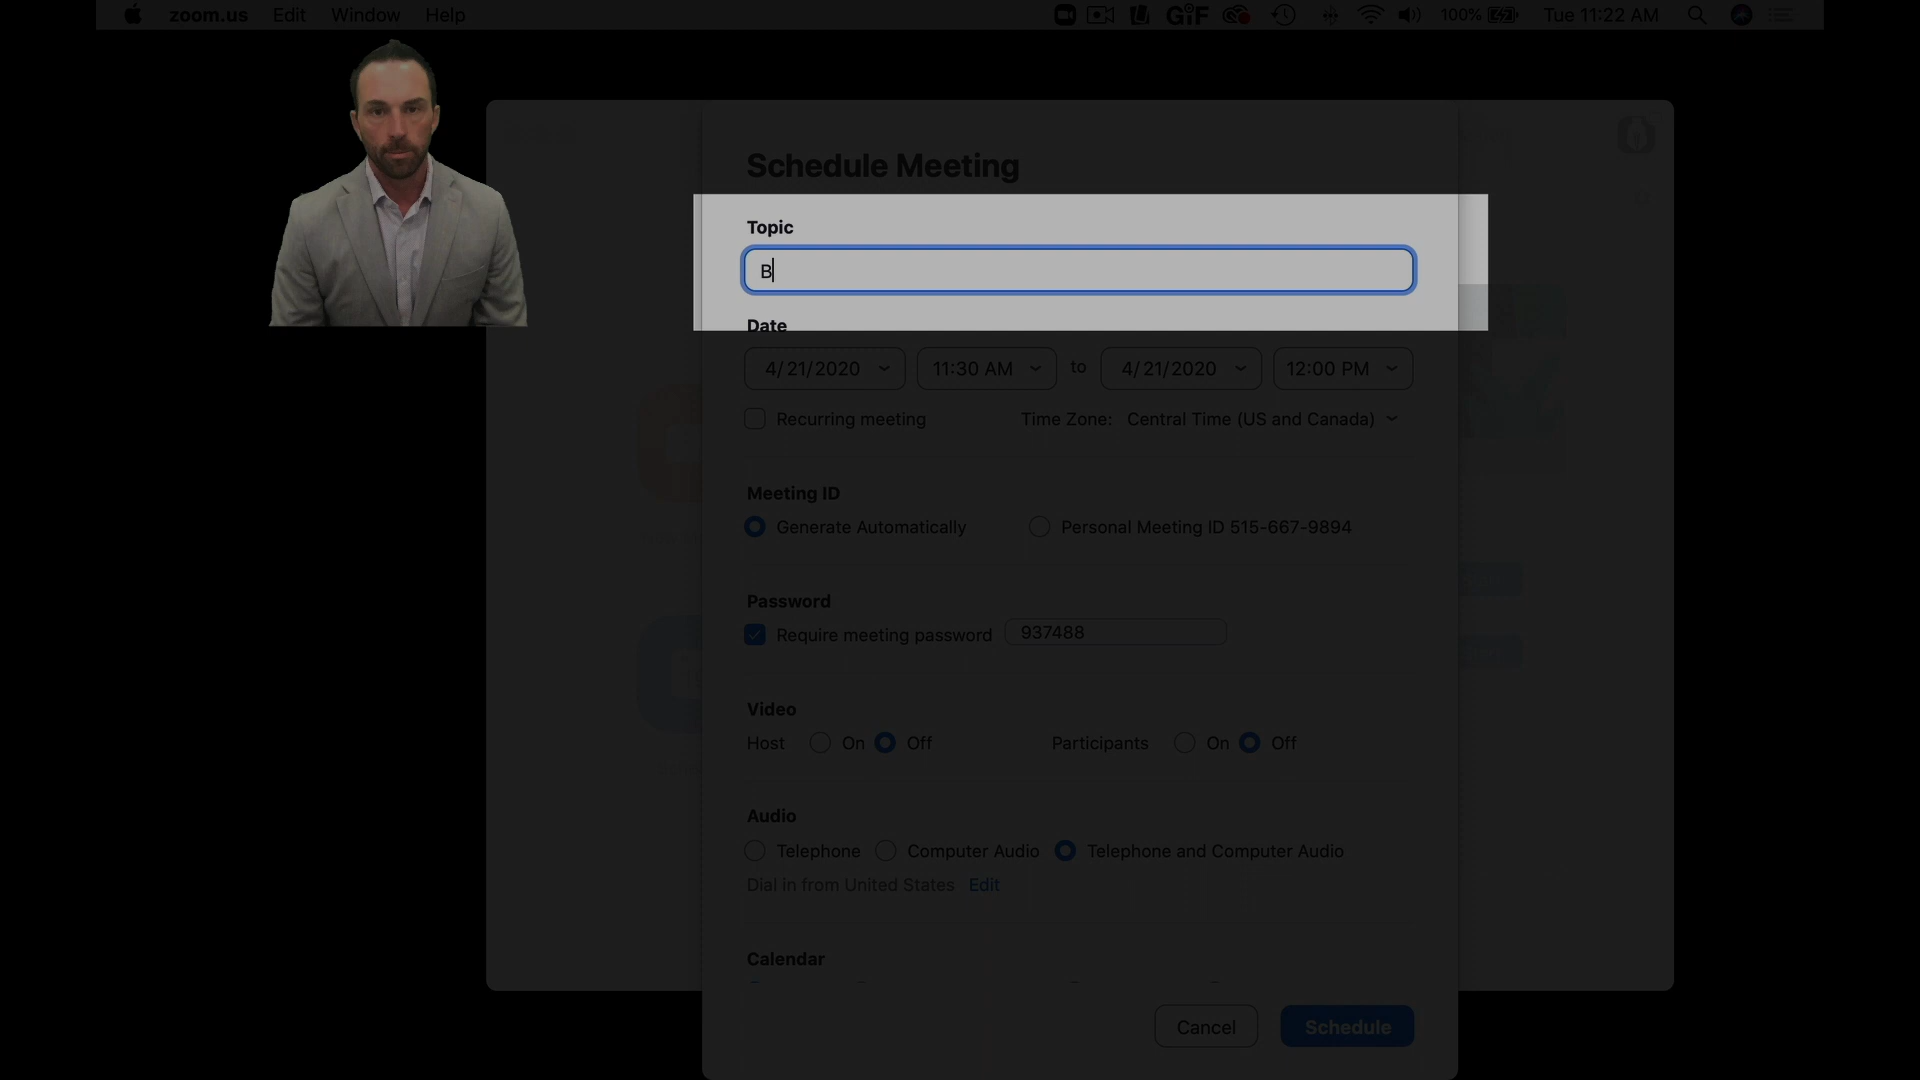 zoom.us Edit Window Help GIF 100% Tue 11:22 AM
Schedule Meeting
Topic
B
Date
4/21/2020 11:30 AM to 4/21/2020 12:00 PM
Recurring meeting Time Zone: Central Time (US and Canada)
Meeting ID
Generate Automatically Personal Meeting ID 515-667-9894
Password
Require meeting password 937488
Video
Host On Off Participants On Off
Audio
Telephone Computer Audio Telephone and Computer Audio
Dial in from United States Edit
Calendar
Cancel Schedule